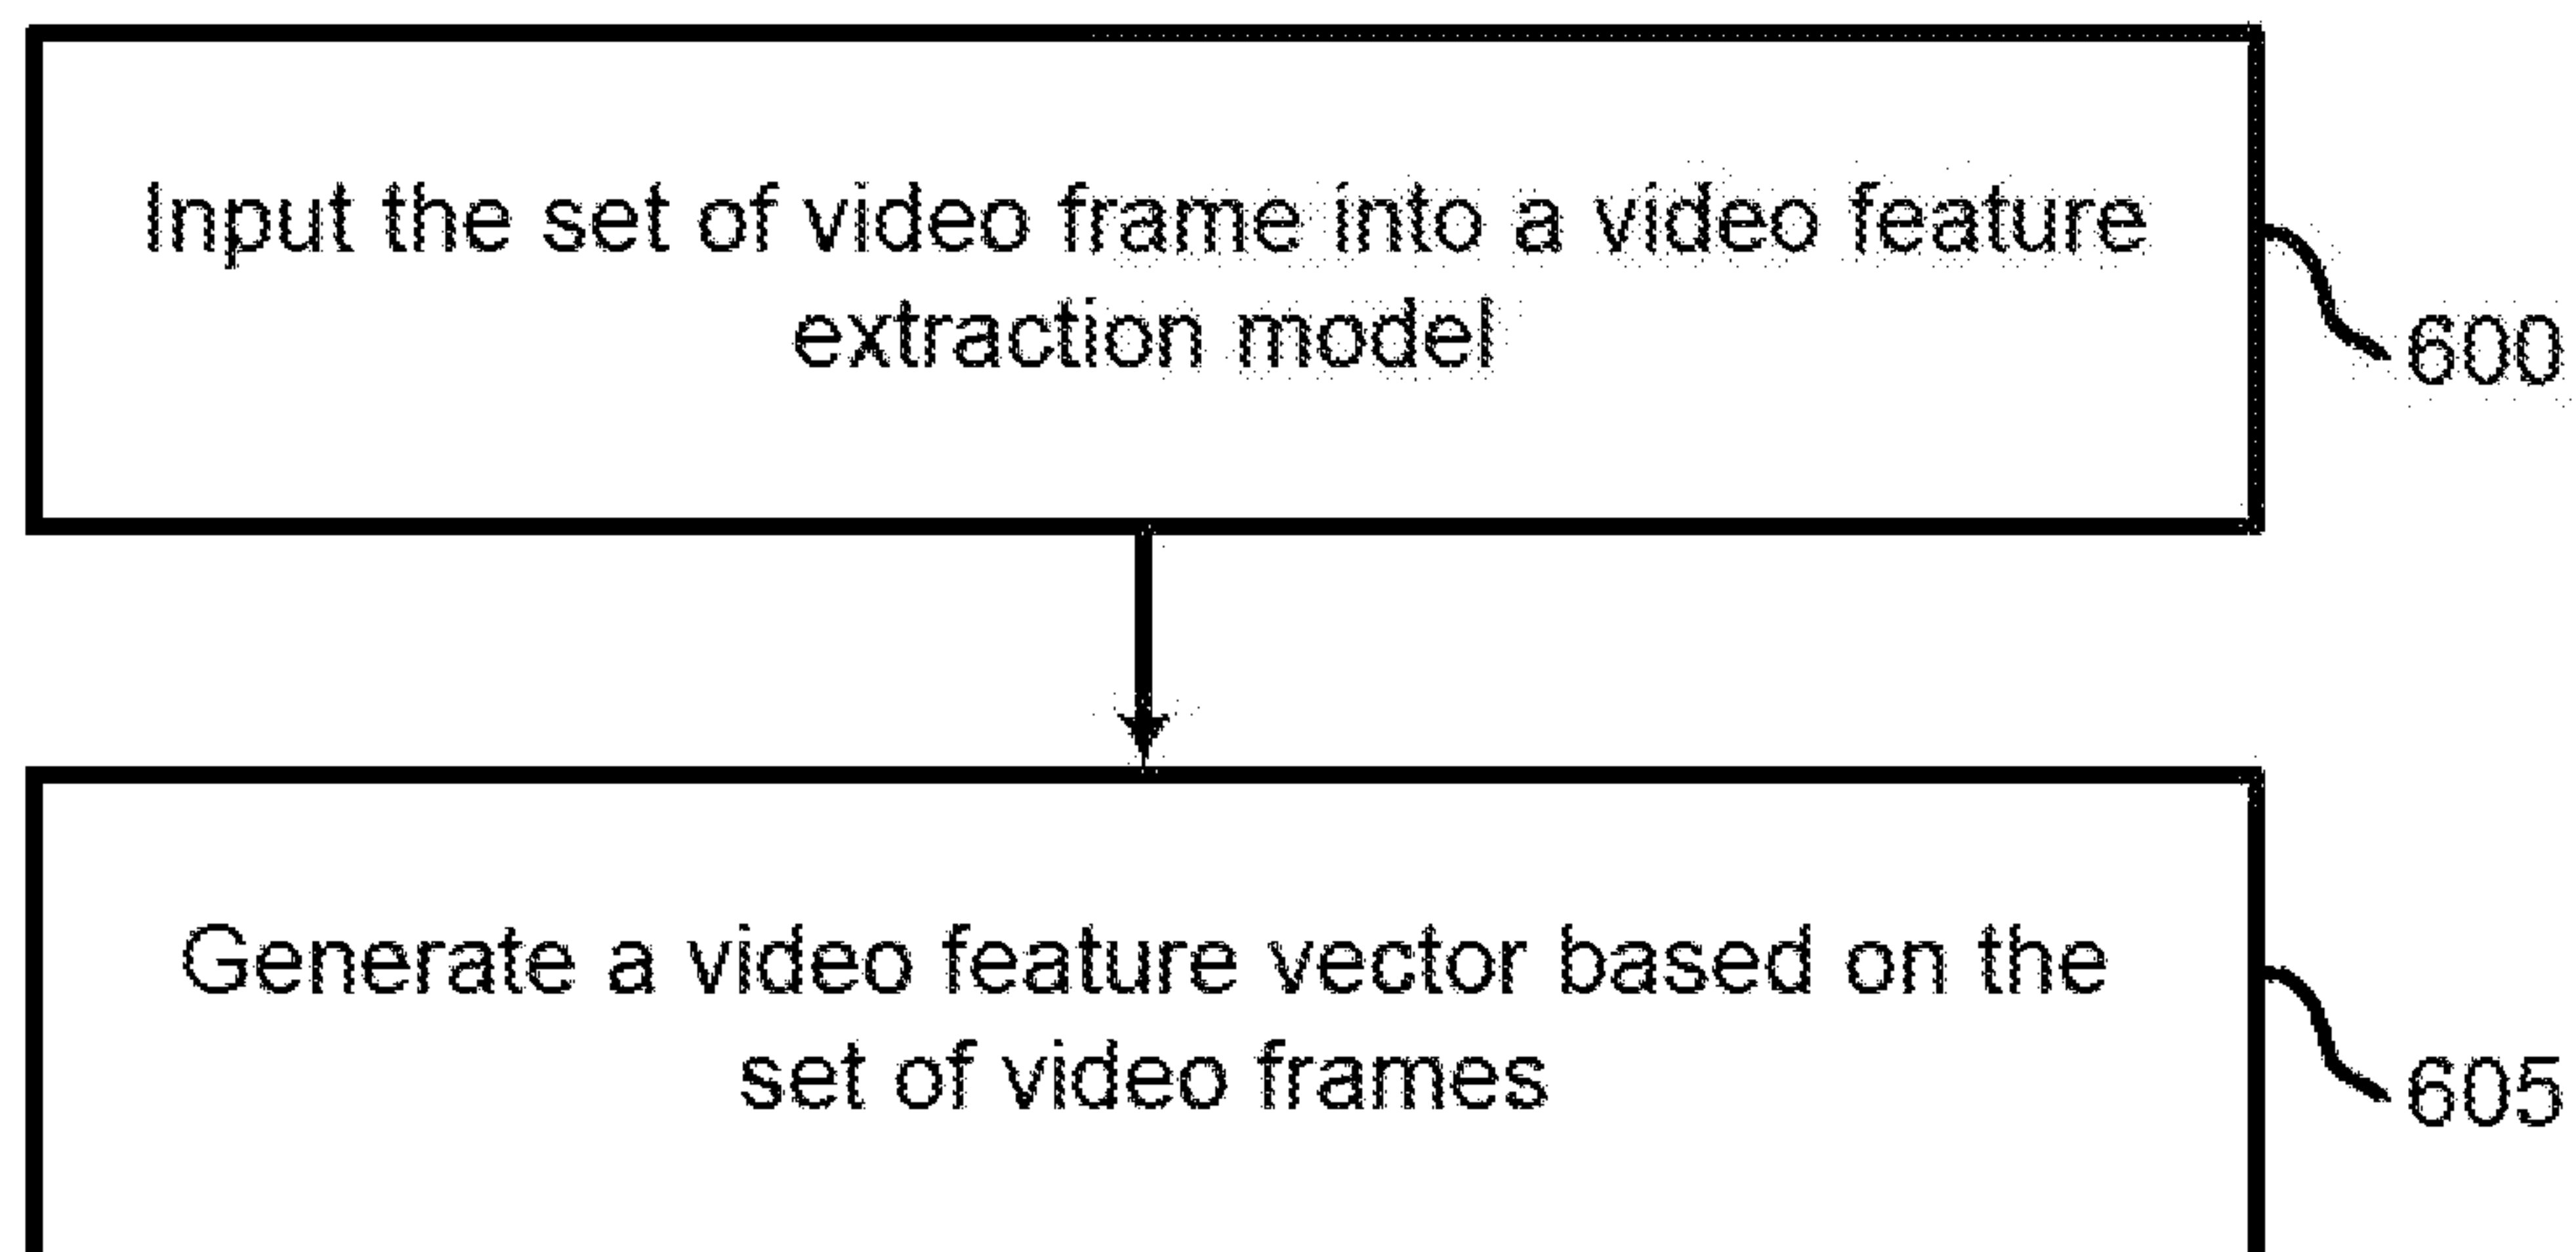 Input the set of video frame into a video feature
extraction model
600
Generate a video feature vector based on the
set of video frames
605